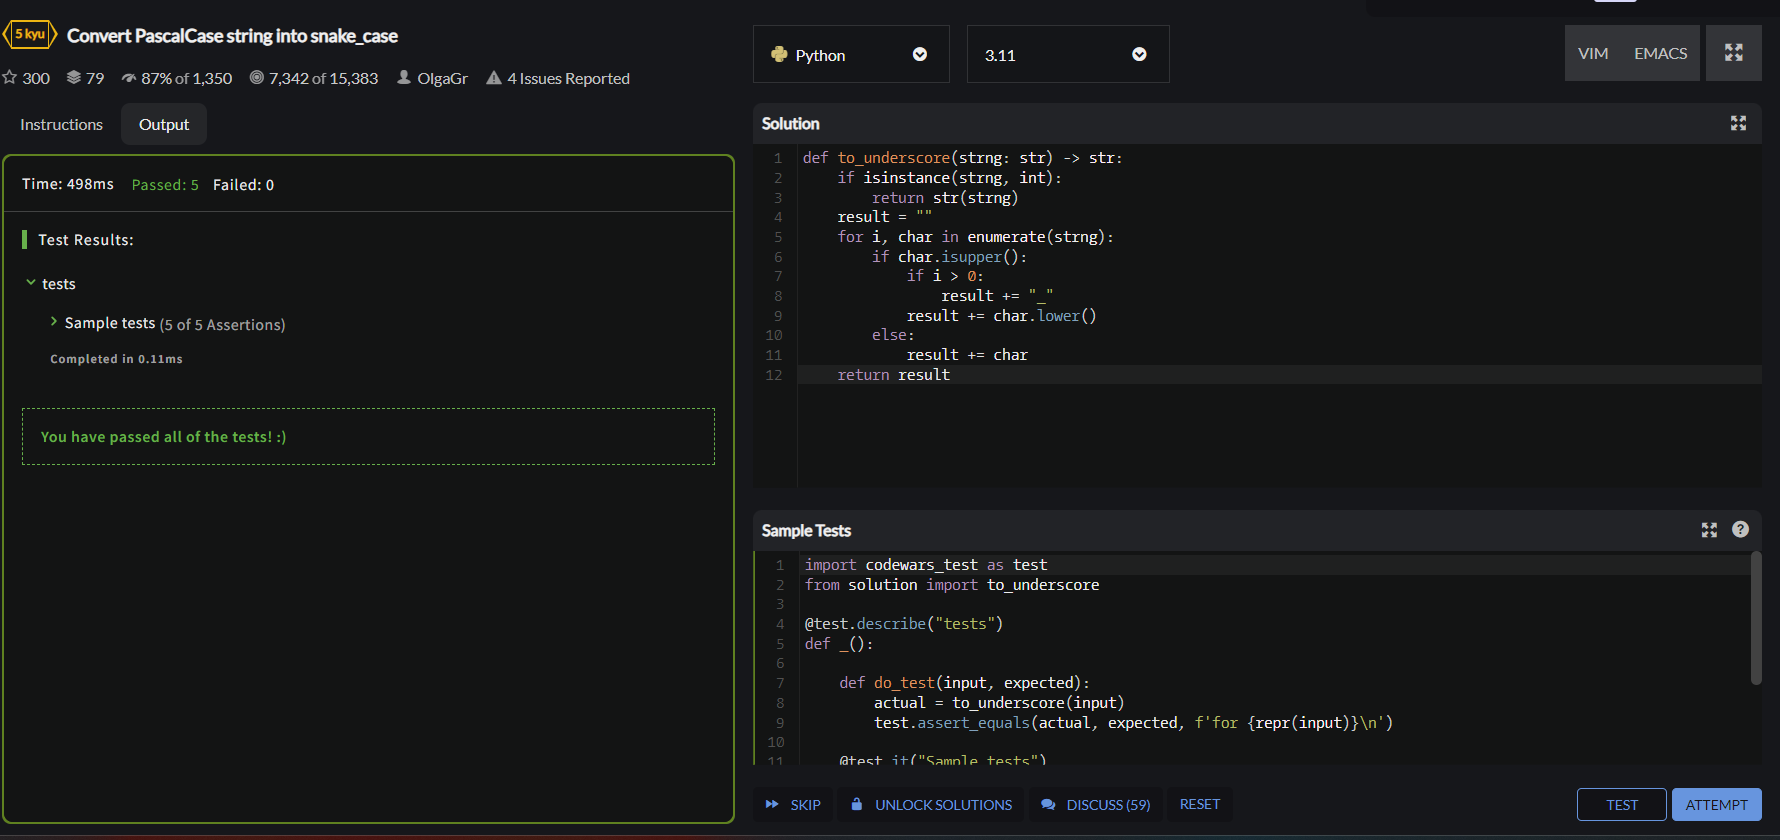 5 kyu
Convert PascalCase string into snake_case
300 79 87% of 1,350 7,342 of 15,383 OlgaGr 4 Issues Reported
Instructions Output
Time: 498ms Passed: 5 Failed: 0
Test Results:
tests
Sample tests (5 of 5 Assertions)
Completed in 0.11ms
You have passed all of the tests! :)
Python 3.11 VIM EMACS
Solution
1 def to_underscore(strng: str) -> str:
2     if isinstance(strng, int):
3         return str(strng)
4     result = ""
5     for i, char in enumerate(strng):
6         if char.isupper():
7             if i > 0:
8                 result += "_"
9             result += char.lower()
10         else:
11             result += char
12     return result
Sample Tests
1 import codewars_test as test
2 from solution import to_underscore
3
4 @test.describe("tests")
5 def _():
6
7     def do_test(input, expected):
8         actual = to_underscore(input)
9         test.assert_equals(actual, expected, f'for {repr(input)}\n')
10
11     @test.it("Sample tests")
SKIP UNLOCK SOLUTIONS DISCUSS (59) RESET TEST ATTEMPT